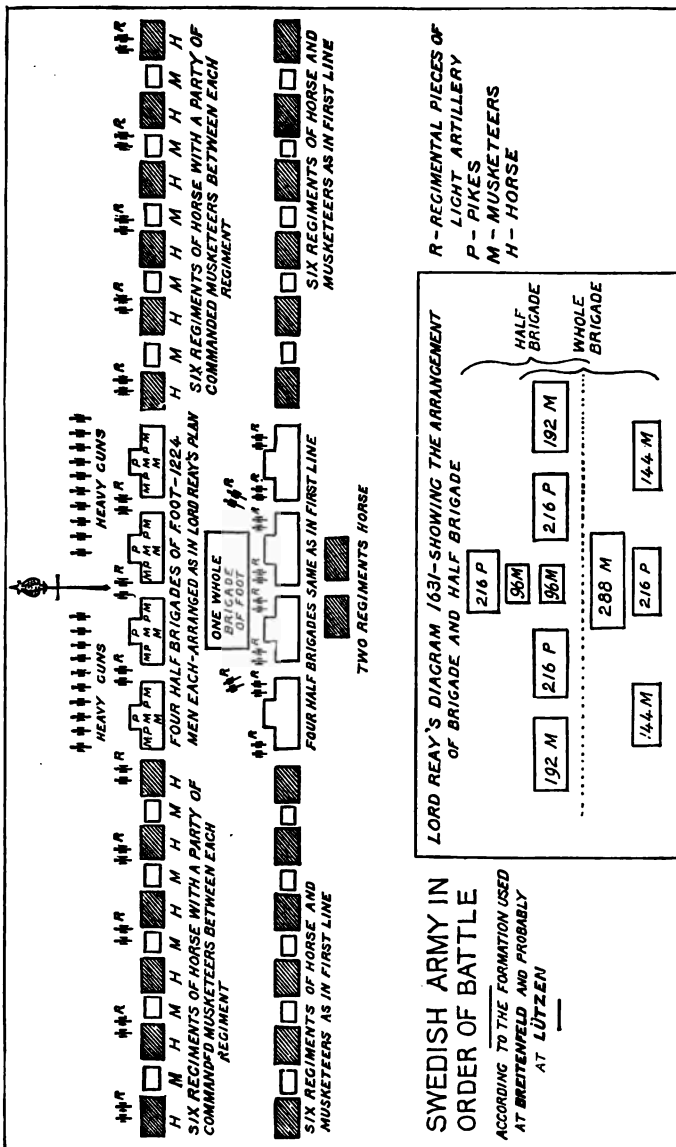 R R R R R R R R R R R R R R R
HEAVY GUNS HEAVY GUNS
H M H M H M H M H M H
P P P P
M P M P M M P M P M M P M P M M P M P M
M M M M
H M H M H M H M H M H
SIX REGIMENTS OF HORSE WITH A PARTY OF
COMMANDED MUSKETEERS BETWEEN EACH
REGIMENT
FOUR HALF BRIGADES OF FOOT-1224
MEN EACH-ARRANGED AS IN LORD REAY'S PLAN
SIX REGIMENTS OF HORSE WITH A PARTY OF
COMMANDED MUSKETEERS BETWEEN EACH
REGIMENT
ONE WHOLE
BRIGADE
OF FOOT
R R
R R R R R
SIX REGIMENTS OF HORSE AND
MUSKETEERS AS IN FIRST LINE
FOUR HALF BRIGADES SAME AS IN FIRST LINE
SIX REGIMENTS OF HORSE AND
MUSKETEERS AS IN FIRST LINE
TWO REGIMENTS HORSE
SWEDISH ARMY IN
ORDER OF BATTLE
ACCORDING TO THE FORMATION USED
AT BREITENFELD AND PROBABLY
AT LÜTZEN
LORD REAY'S DIAGRAM 1631-SHOWING THE ARRANGEMENT
OF BRIGADE AND HALF BRIGADE
216 P
96M
192 M 216 P 96M 216 P 192 M
HALF
BRIGADE
288 M
WHOLE
BRIGADE
144 M 216 P 144 M
R-REGIMENTAL PIECES OF
LIGHT ARTILLERY
P-PIKES
M-MUSKETEERS
H-HORSE